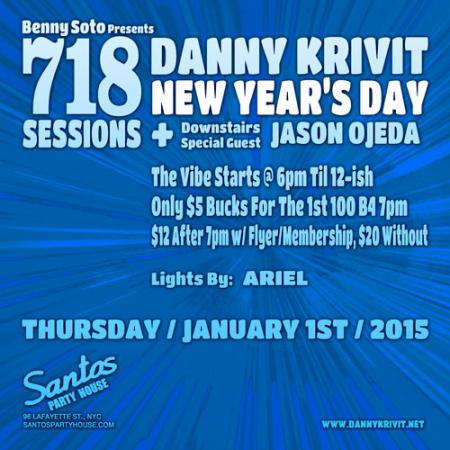 Benny Soto Presents
718
SESSIONS
DANNY KRIVIT
NEW YEAR'S DAY
+ Downstairs
Special Guest
JASON OJEDA
The Vibe Starts @ 6pm Til 12-ish
Only $5 Bucks For The 1st 100 B4 7pm
$12 After 7pm w/ Flyer/Membership, $20 Without
Lights By: ARIEL
THURSDAY / JANUARY 1ST / 2015
Santos
PARTY HOUSE
96 LAFAYETTE ST., NYC
SANTOSPARTYHOUSE.COM
WWW.DANNYKRIVIT.NET